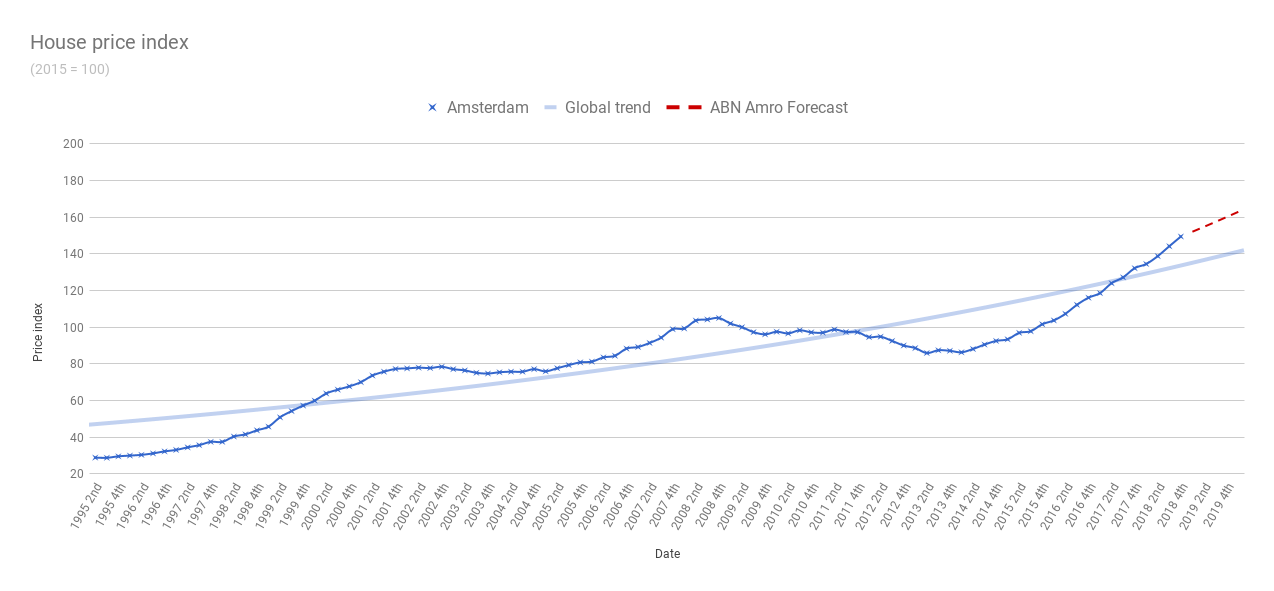 House price index
(2015 = 100)
Amsterdam
Global trend
ABN Amro Forecast
200
180
160
140
120
100
80
60
40
20
Price index
1995 2nd
1995 4th
1996 2nd
1996 4th
1997 2nd
1997 4th
1998 2nd
1998 4th
1999 2nd
1999 4th
2000 2nd
2000 4th
2001 2nd
2001 4th
2002 2nd
2002 4th
2003 2nd
2003 4th
2004 2nd
2004 4th
2005 2nd
2005 4th
2006 2nd
2006 4th
2007 2nd
2007 4th
2008 2nd
2008 4th
2009 2nd
2009 4th
2010 2nd
2010 4th
2011 2nd
2011 4th
2012 2nd
2012 4th
2013 2nd
2013 4th
2014 2nd
2014 4th
2015 2nd
2015 4th
2016 2nd
2016 4th
2017 2nd
2017 4th
2018 2nd
2018 4th
2019 2nd
2019 4th
Date